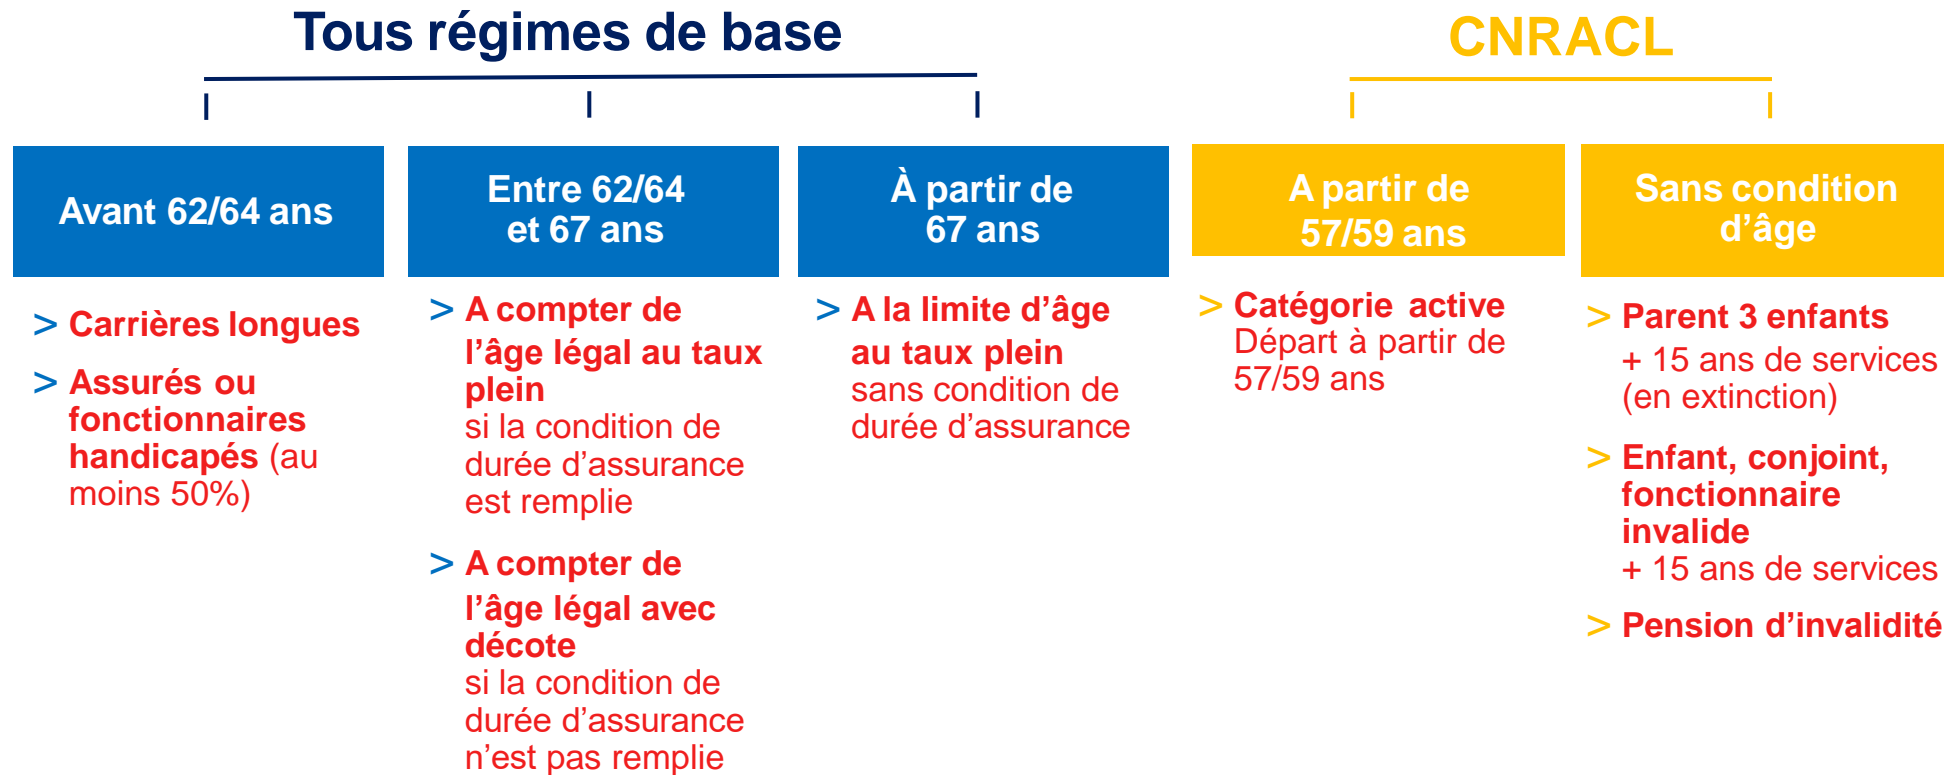 Tous régimes de base
CNRACL
Avant 62/64 ans
Entre 62/64
et 67 ans
À partir de
67 ans
A partir de
57/59 ans
Sans condition
d’âge
> Carrières longues
> Assurés ou
fonctionnaires
handicapés (au
moins 50%)
> A compter de
l’âge légal au taux
plein
si la condition de
durée d’assurance
est remplie
> A compter de
l’âge légal avec
décote
si la condition de
durée d’assurance
n’est pas remplie
> A la limite d’âge
au taux plein
sans condition de
durée d’assurance
> Catégorie active
Départ à partir de
57/59 ans
> Parent 3 enfants
+ 15 ans de services
(en extinction)
> Enfant, conjoint,
fonctionnaire
invalide
+ 15 ans de services
> Pension d’invalidité